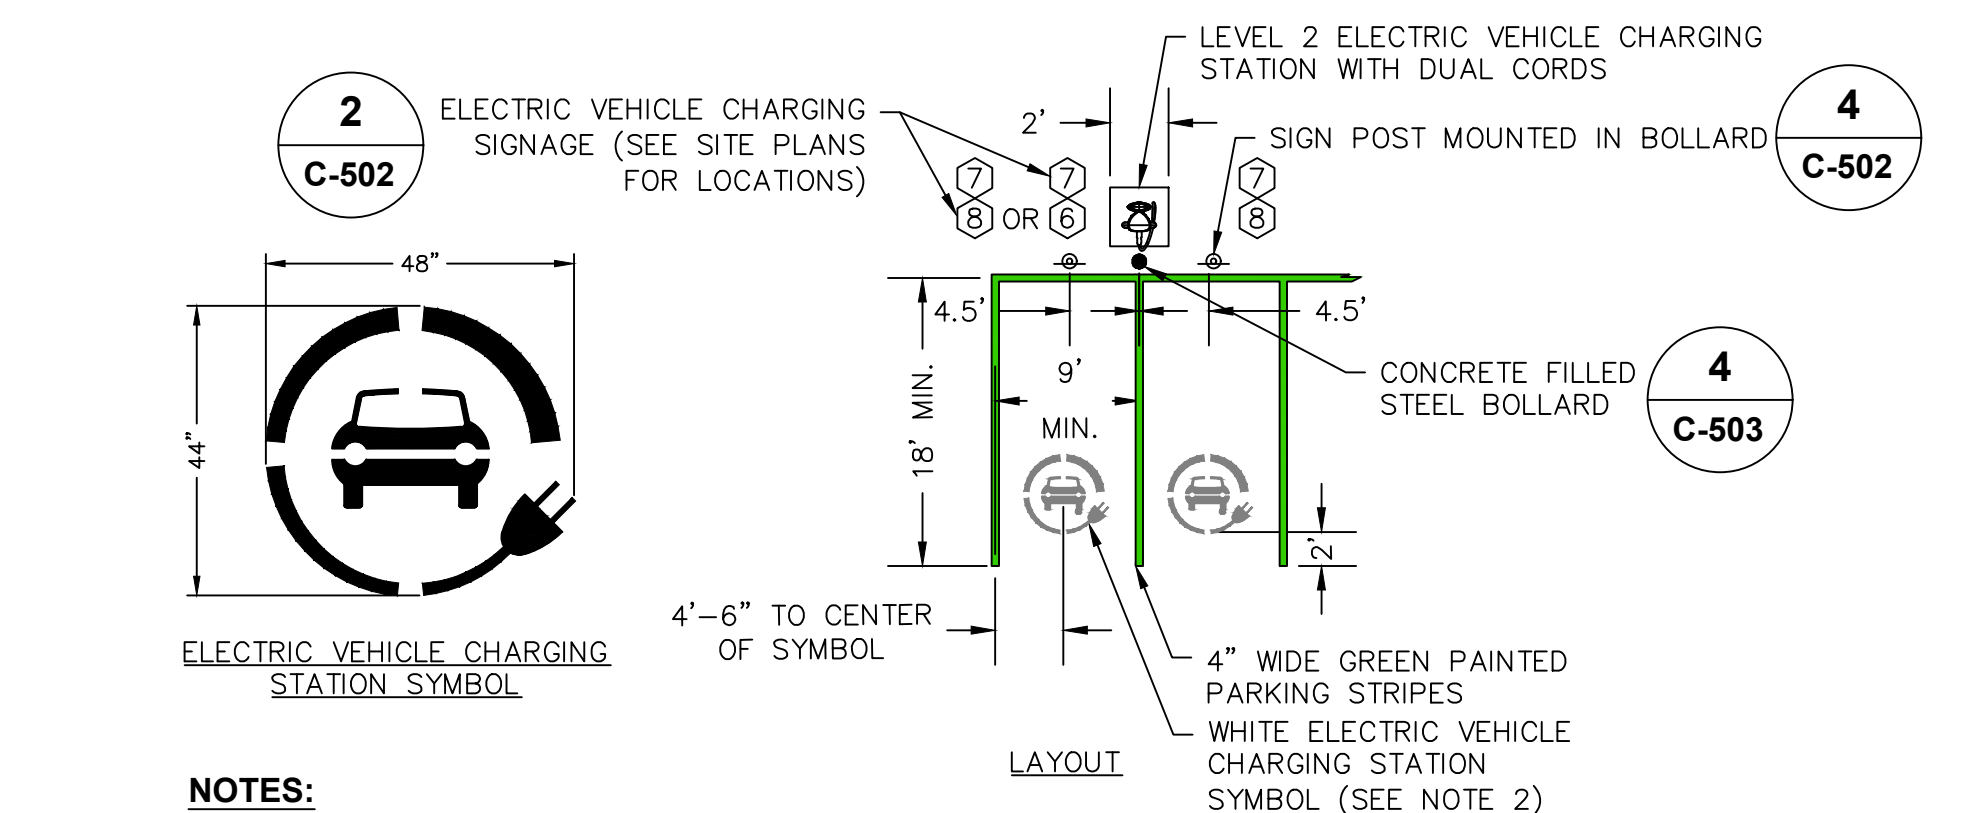 2
C-502
ELECTRIC VEHICLE CHARGING
SIGNAGE (SEE SITE PLANS
FOR LOCATIONS)
LEVEL 2 ELECTRIC VEHICLE CHARGING
STATION WITH DUAL CORDS
2'
SIGN POST MOUNTED IN BOLLARD
4
C-502
7
7
7
8 OR 6
8
48"
44"
ELECTRIC VEHICLE CHARGING
STATION SYMBOL
4.5'
4.5'
18' MIN.
9'
MIN.
CONCRETE FILLED
STEEL BOLLARD
4
C-503
2'
4'-6" TO CENTER
OF SYMBOL
4" WIDE GREEN PAINTED
PARKING STRIPES
WHITE ELECTRIC VEHICLE
CHARGING STATION
SYMBOL (SEE NOTE 2)
LAYOUT
NOTES: